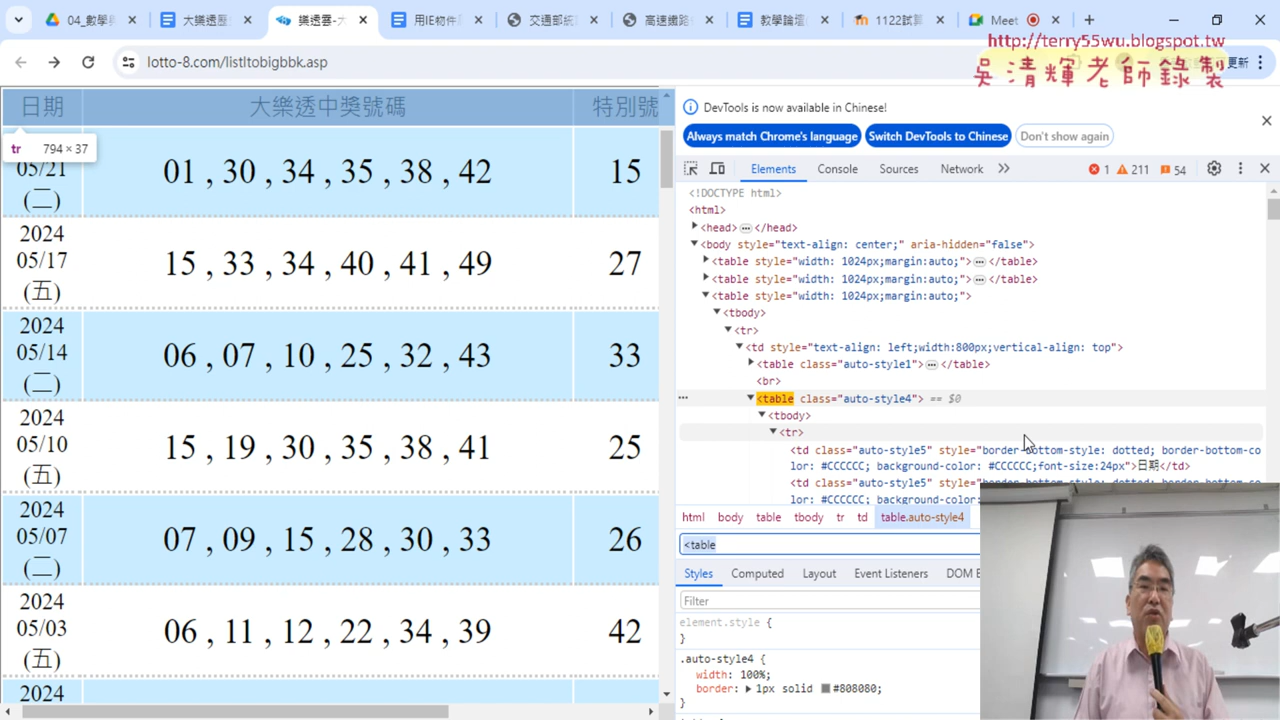 04_數學
大樂透歷
樂透雲-大
用IE物件
交通部統
高速鐵路
教學論壇
1122試算
Meet
http://terry55wu.blogspot.tw
吳清輝老師錄製
更新
lotto-8.com/listltobigbbk.asp
日期 大樂透中獎號碼 特別號
tr 794 × 37
05/21
(二)
01 , 30 , 34 , 35 , 38 , 42 15
2024
05/17
(五)
15 , 33 , 34 , 40 , 41 , 49 27
2024
05/14
(二)
06 , 07 , 10 , 25 , 32 , 43 33
2024
05/10
(五)
15 , 19 , 30 , 35 , 38 , 41 25
2024
05/07
(二)
07 , 09 , 15 , 28 , 30 , 33 26
2024
05/03
(五)
06 , 11 , 12 , 22 , 34 , 39 42
2024
DevTools is now available in Chinese!
Always match Chrome's language Switch DevTools to Chinese Don't show again
Elements Console Sources Network 1 211 54
<!DOCTYPE html>
<html>
<head> </head>
<body style="text-align: center;" aria-hidden="false">
<table style="width: 1024px;margin:auto;"> </table>
<table style="width: 1024px;margin:auto;"> </table>
<table style="width: 1024px;margin:auto;">
<tbody>
<tr>
<td style="text-align: left;width:800px;vertical-align: top">
<table class="auto-style1"> </table>
<br>
<table class="auto-style4"> == $0
<tbody>
<tr>
<td class="auto-style5" style="border-bottom-style: dotted; border-bottom-co
lor: #CCCCCC; background-color: #CCCCCC;font-size:24px">日期</td>
<td class="auto-style5" style="border-bottom-style: dotted; border-bottom-co
lor: #CCCCCC; background-color:
html body table tbody tr td table.auto-style4
<table
Styles Computed Layout Event Listeners DOM
Filter
element.style {
}
.auto-style4 {
width: 100%;
border: 1px solid #808080;
}